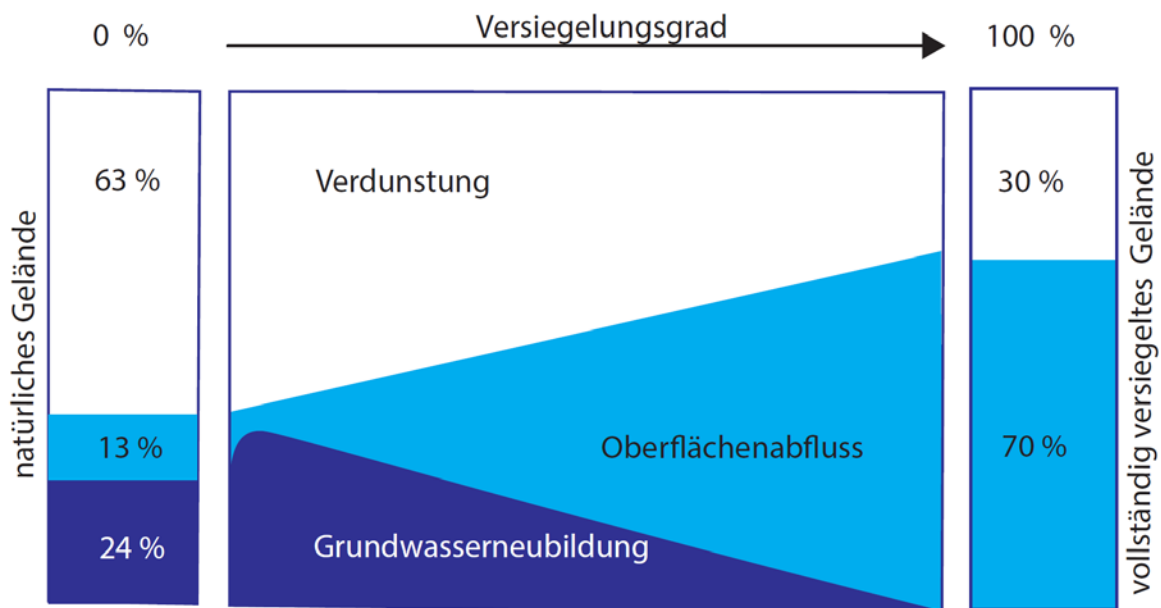 0 %
Versiegelungsgrad
100 %
natürliches Gelände
63 %
13 %
24 %
Verdunstung
Oberflächenabfluss
Grundwasserneubildung
30 %
70 %
vollständig versiegeltes Gelände